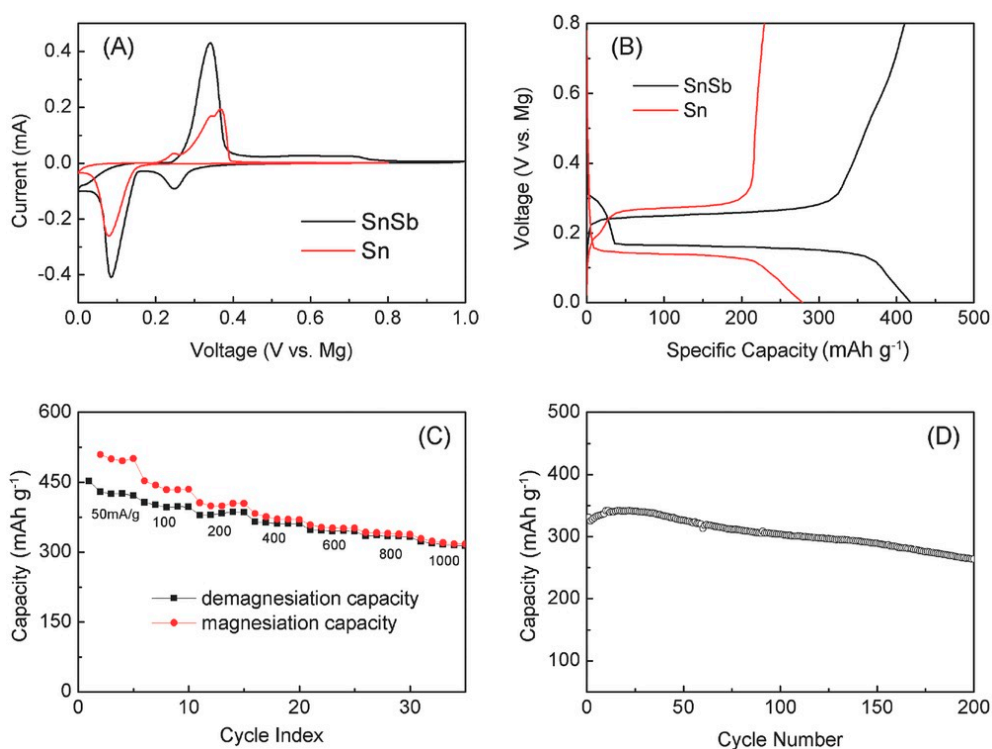 (A)
0.4
0.2
0.0
-0.2
-0.4
Current (mA)
SnSb
Sn
0.0 0.2 0.4 0.6 0.8 1.0
Voltage (V vs. Mg)
(B)
0.8
0.6
0.4
0.2
0.0
Voltage (V vs. Mg)
SnSb
Sn
0 100 200 300 400 500
Specific Capacity (mAh g⁻¹)
(C)
600
450
300
150
0
Capacity (mAh g⁻¹)
50mA/g 100 200 400 600 800 1000
demagnesiation capacity
magnesiation capacity
0 10 20 30
Cycle Index
(D)
500
400
300
200
100
Capacity (mAh g⁻¹)
0 50 100 150 200
Cycle Number